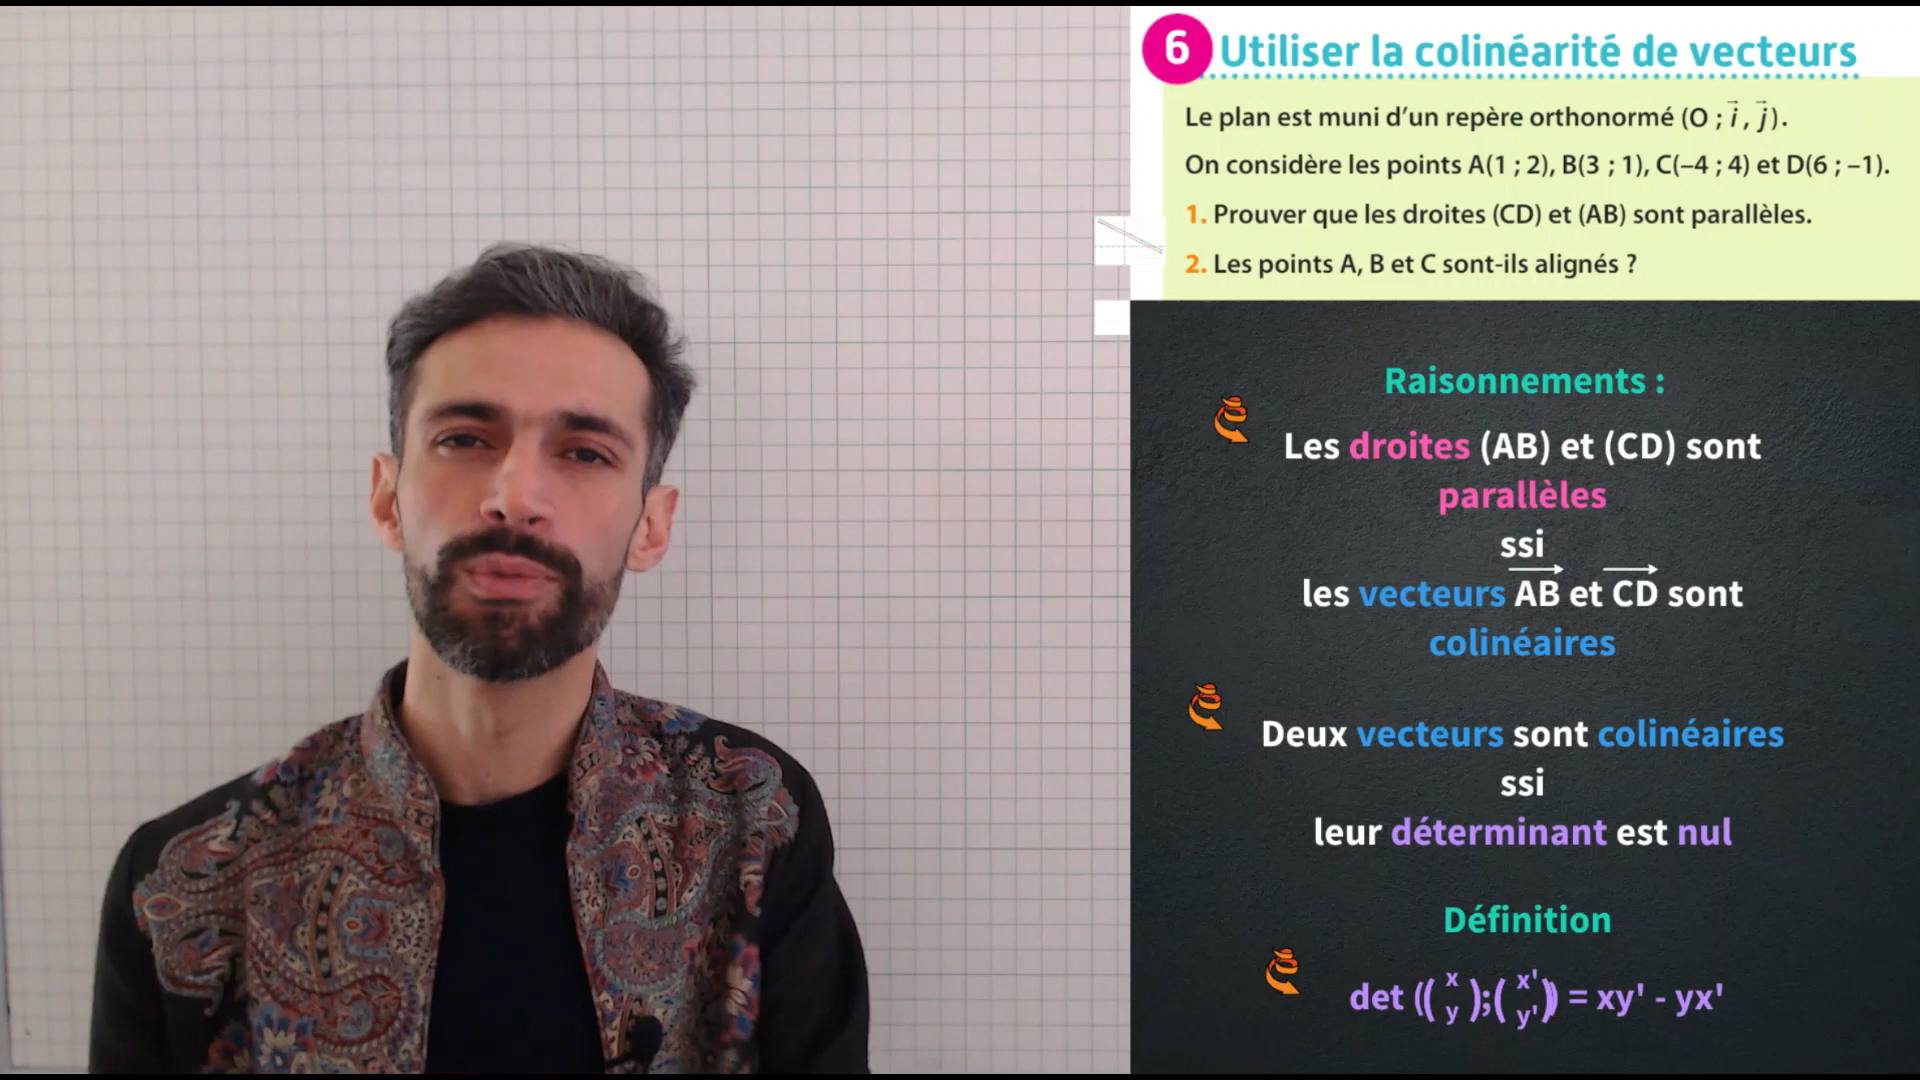 6 Utiliser la colinéarité de vecteurs
Le plan est muni d'un repère orthonormé (O ; i⃗ , j⃗ ).
On considère les points A(1 ; 2), B(3 ; 1), C(–4 ; 4) et D(6 ; –1).
1. Prouver que les droites (CD) et (AB) sont parallèles.
2. Les points A, B et C sont-ils alignés ?
Raisonnements :
Les droites (AB) et (CD) sont
parallèles
ssi
les vecteurs A͞B⃗ et C͞D⃗ sont
colinéaires
Deux vecteurs sont colinéaires
ssi
leur déterminant est nul
Définition
det ((x y);(x' y')) = xy' - yx'